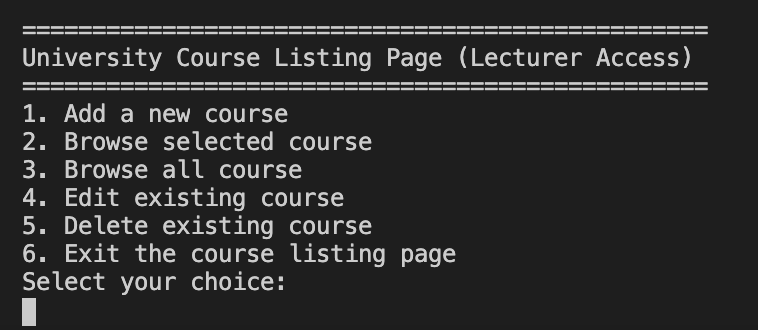 =================================================
University Course Listing Page (Lecturer Access)
=================================================
1. Add a new course
2. Browse selected course
3. Browse all course
4. Edit existing course
5. Delete existing course
6. Exit the course listing page
Select your choice: